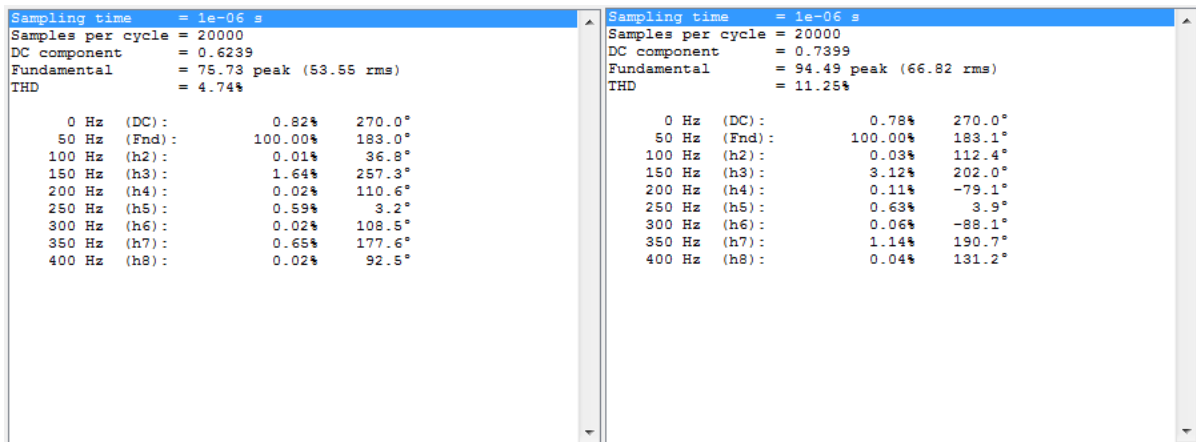 Sampling time = 1e-06 s
Samples per cycle = 20000
DC component = 0.6239
Fundamental = 75.73 peak (53.55 rms)
THD = 4.74%
0 Hz (DC): 0.82% 270.0°
50 Hz (Fnd): 100.00% 183.0°
100 Hz (h2): 0.01% 36.8°
150 Hz (h3): 1.64% 257.3°
200 Hz (h4): 0.02% 110.6°
250 Hz (h5): 0.59% 3.2°
300 Hz (h6): 0.02% 108.5°
350 Hz (h7): 0.65% 177.6°
400 Hz (h8): 0.02% 92.5°
Sampling time = 1e-06 s
Samples per cycle = 20000
DC component = 0.7399
Fundamental = 94.49 peak (66.82 rms)
THD = 11.25%
0 Hz (DC): 0.78% 270.0°
50 Hz (Fnd): 100.00% 183.1°
100 Hz (h2): 0.03% 112.4°
150 Hz (h3): 3.12% 202.0°
200 Hz (h4): 0.11% -79.1°
250 Hz (h5): 0.63% 3.9°
300 Hz (h6): 0.06% -88.1°
350 Hz (h7): 1.14% 190.7°
400 Hz (h8): 0.04% 131.2°